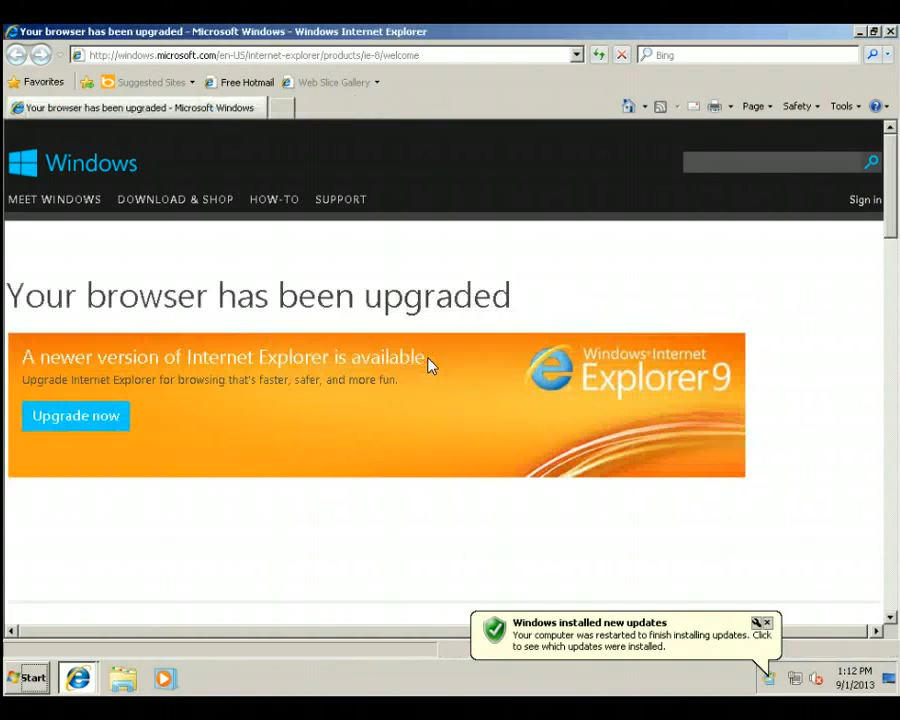 Your browser has been upgraded - Microsoft Windows - Windows Internet Explorer
http://windows.microsoft.com/en-US/internet-explorer/products/ie-8/welcome
Bing
Favorites
Suggested Sites
Free Hotmail
Web Slice Gallery
Your browser has been upgraded - Microsoft Windows
Page
Safety
Tools
Windows
MEET WINDOWS
DOWNLOAD & SHOP
HOW-TO
SUPPORT
Sign in
Your browser has been upgraded
A newer version of Internet Explorer is available
Upgrade Internet Explorer for browsing that's faster, safer, and more fun.
Upgrade now
Windows Internet
Explorer 9
Windows installed new updates
Your computer was restarted to finish installing updates. Click
to see which updates were installed.
Start
1:12 PM
9/1/2013